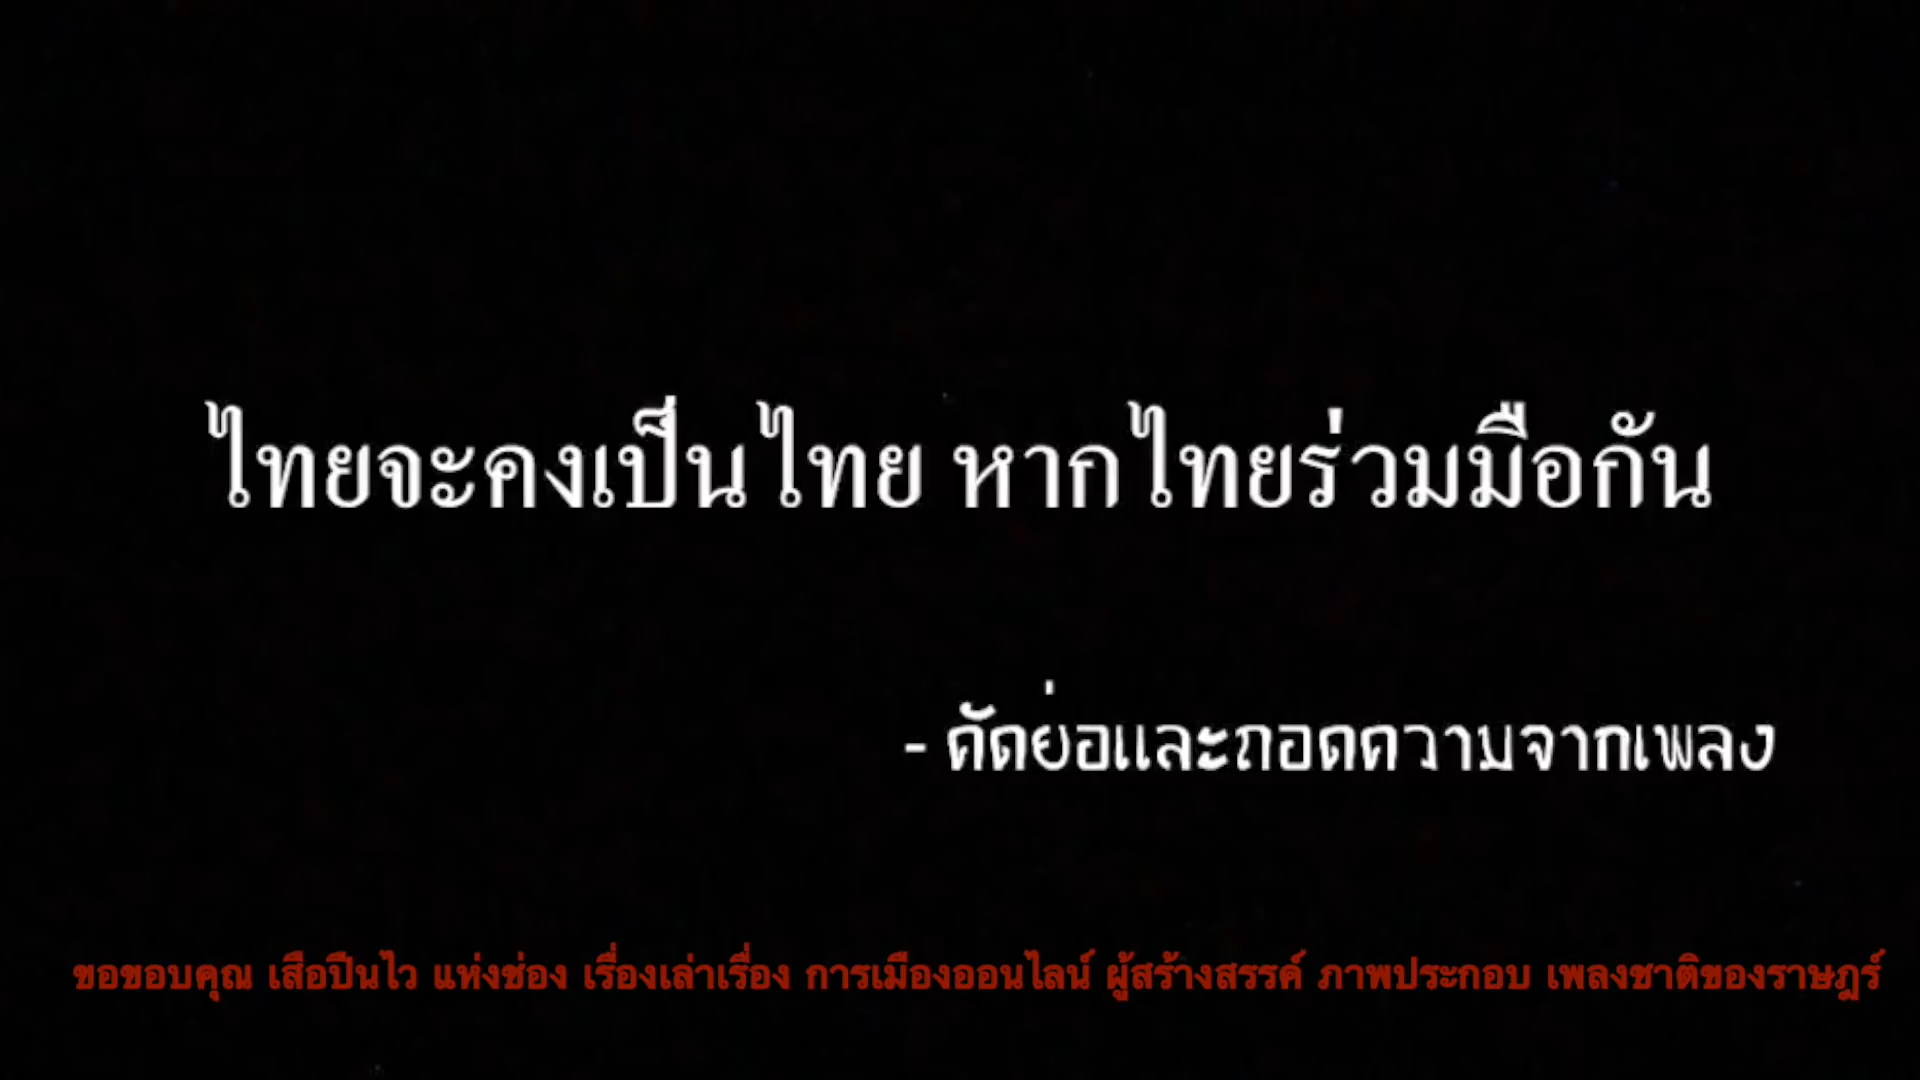 ไทยจะคงเป็นไทย หากไทยร่วมมือกัน
- คัดย่อและถอดความจากเพลง
ขอขอบคุณ เสือปืนไว แห่งช่อง เรื่องเล่าเรื่อง การเมืองออนไลน์ ผู้สร้างสรรค์ ภาพประกอบ เพลงชาติของราษฎร์